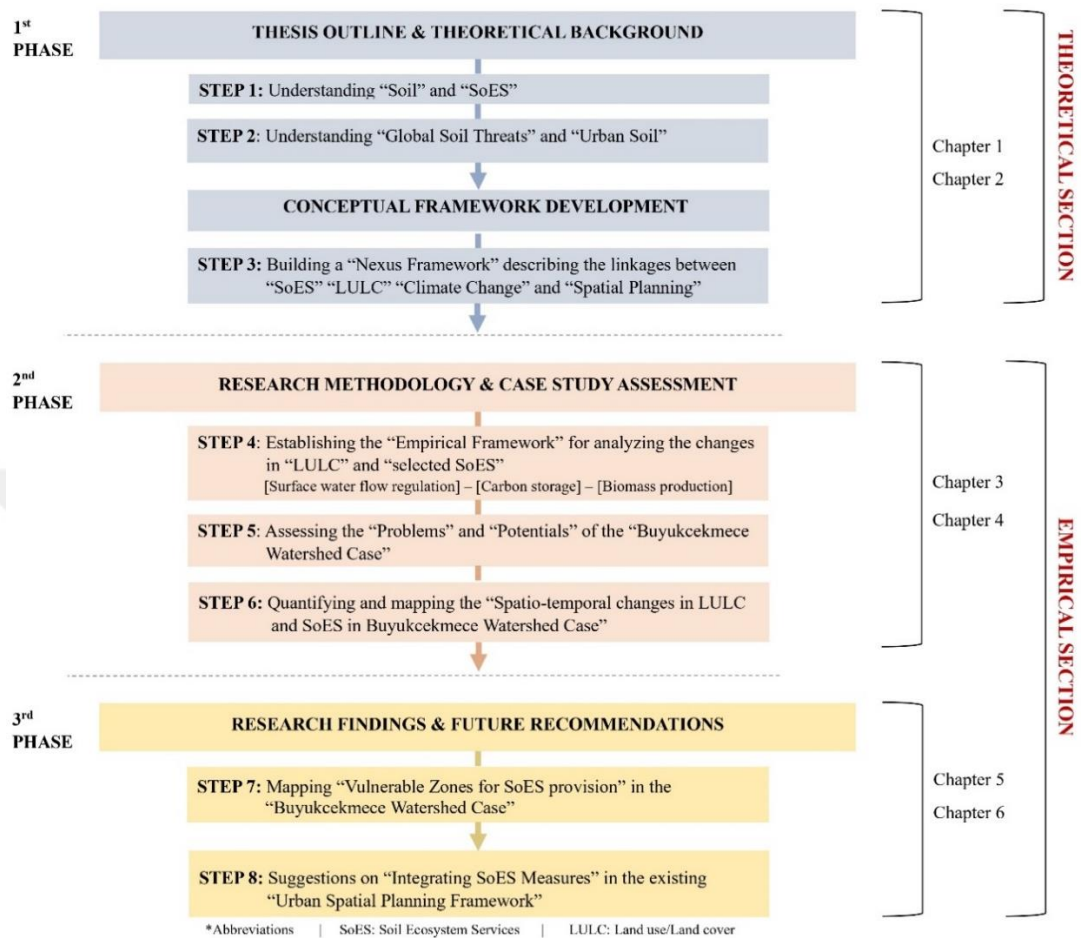 1st
PHASE
THESIS OUTLINE & THEORETICAL BACKGROUND
STEP 1: Understanding “Soil” and “SoES”
STEP 2: Understanding “Global Soil Threats” and “Urban Soil”
CONCEPTUAL FRAMEWORK DEVELOPMENT
STEP 3: Building a “Nexus Framework” describing the linkages between
“SoES” “LULC” “Climate Change” and “Spatial Planning”
Chapter 1
Chapter 2
THEORETICAL SECTION
2nd
PHASE
RESEARCH METHODOLOGY & CASE STUDY ASSESSMENT
STEP 4: Establishing the “Empirical Framework” for analyzing the changes
in “LULC” and “selected SoES”
[Surface water flow regulation] – [Carbon storage] – [Biomass production]
STEP 5: Assessing the “Problems” and “Potentials” of the “Buyukcekmece
Watershed Case”
STEP 6: Quantifying and mapping the “Spatio-temporal changes in LULC
and SoES in Buyukcekmece Watershed Case”
Chapter 3
Chapter 4
EMPIRICAL SECTION
3rd
PHASE
RESEARCH FINDINGS & FUTURE RECOMMENDATIONS
STEP 7: Mapping “Vulnerable Zones for SoES provision” in the
“Buyukcekmece Watershed Case”
STEP 8: Suggestions on “Integrating SoES Measures” in the existing
“Urban Spatial Planning Framework”
Chapter 5
Chapter 6
*Abbreviations | SoES: Soil Ecosystem Services | LULC: Land use/Land cover